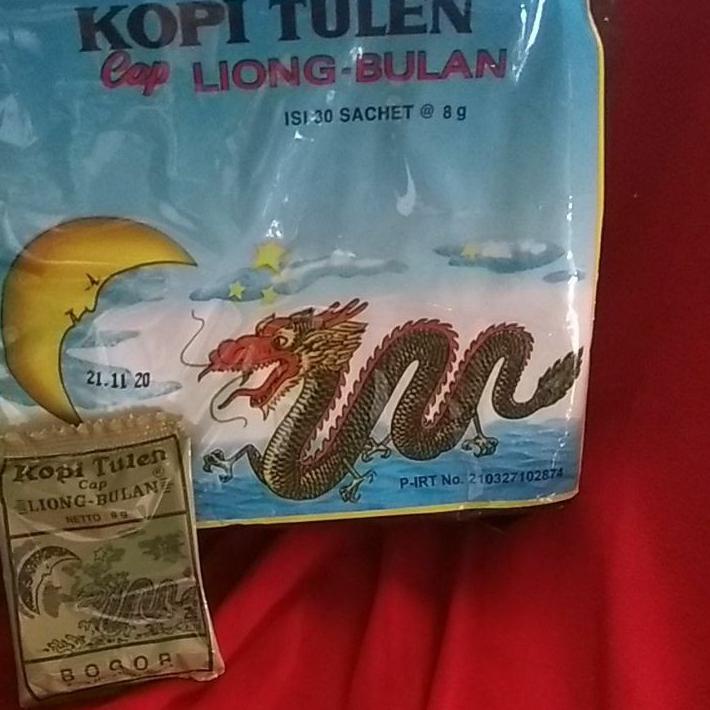 KOPI TULEN
Cap LIONG-BULAN
ISI 30 SACHET @ 8 g
21.11 20
P-IRT No. 210327102874
Kopi Tulen
Cap ®
LIONG-BULAN
NETTO 8 g
BOGOR